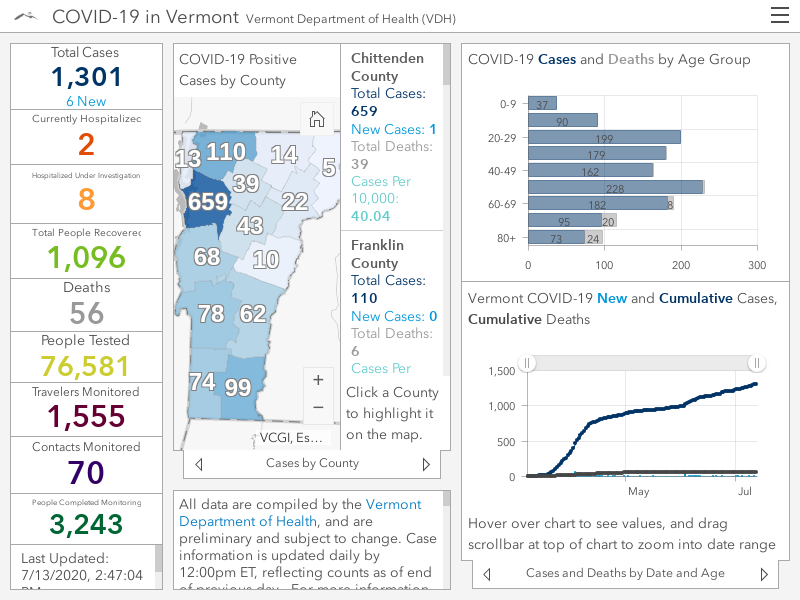 COVID-19 in Vermont Vermont Department of Health (VDH)
Total Cases
1,301
6 New
Currently Hospitalized
2
Hospitalized Under Investigation
8
Total People Recovered
1,096
Deaths
56
People Tested
76,581
Travelers Monitored
1,555
Contacts Monitored
70
People Completed Monitoring
3,243
Last Updated:
7/13/2020, 2:47:04
PM
COVID-19 Positive
Cases by County
13
110
14
5
39
659
22
43
68
10
78
62
74
99
+
−
VCGI, Es...
Chittenden
County
Total Cases:
659
New Cases: 1
Total Deaths:
39
Cases Per
10,000:
40.04
Franklin
County
Total Cases:
110
New Cases: 0
Total Deaths:
6
Cases Per
Click a County
to highlight it
on the map.
Cases by County
All data are compiled by the Vermont
Department of Health, and are
preliminary and subject to change. Case
information is updated daily by
12:00pm ET, reflecting counts as of end
of previous day. For more information
COVID-19 Cases and Deaths by Age Group
0-9
37
90
20-29
199
179
40-49
162
228
60-69
182 8
95 20
80+
73 24
0 100 200 300
Vermont COVID-19 New and Cumulative Cases,
Cumulative Deaths
1,500
1,000
500
0
May Jul
Hover over chart to see values, and drag
scrollbar at top of chart to zoom into date range
Cases and Deaths by Date and Age